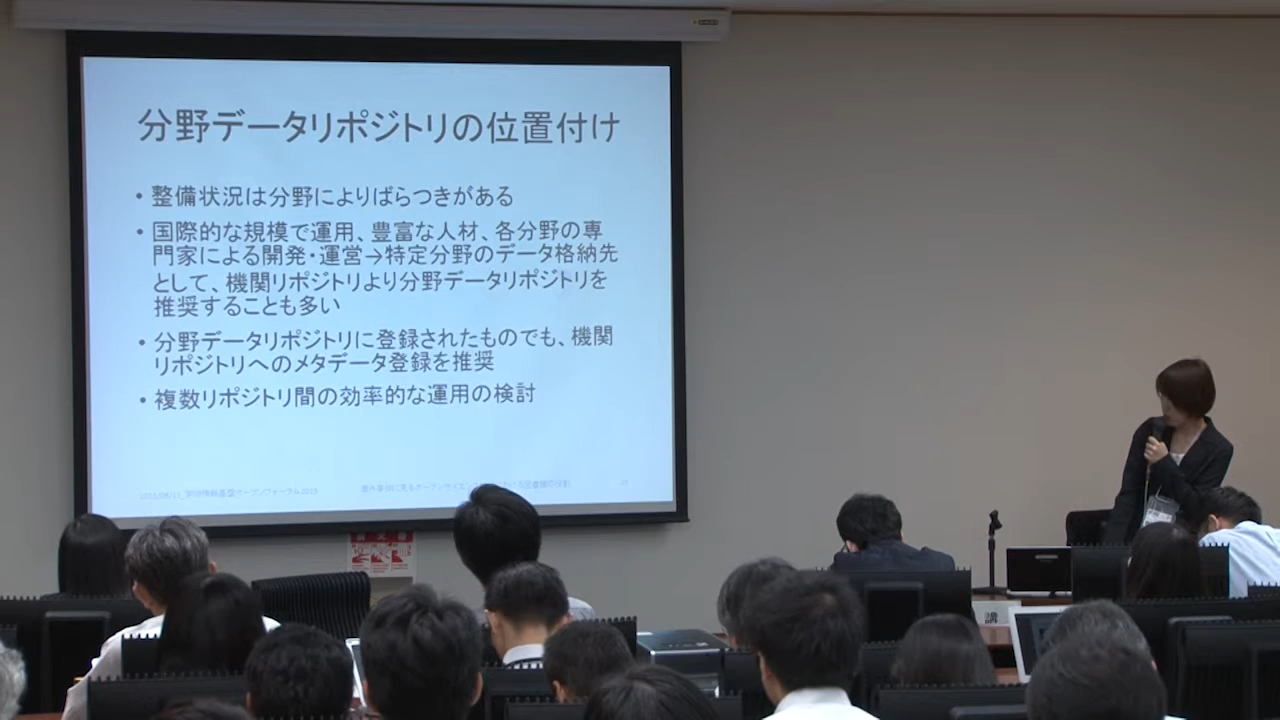 分野データリポジトリの位置付け
• 整備状況は分野によりばらつきがある
• 国際的な規模で運用、豊富な人材、各分野の専
門家による開発・運営→特定分野のデータ格納先
として、機関リポジトリより分野データリポジトリを
推奨することも多い
• 分野データリポジトリに登録されたものでも、機関
リポジトリへのメタデータ登録を推奨
• 複数リポジトリ間の効率的な運用の検討